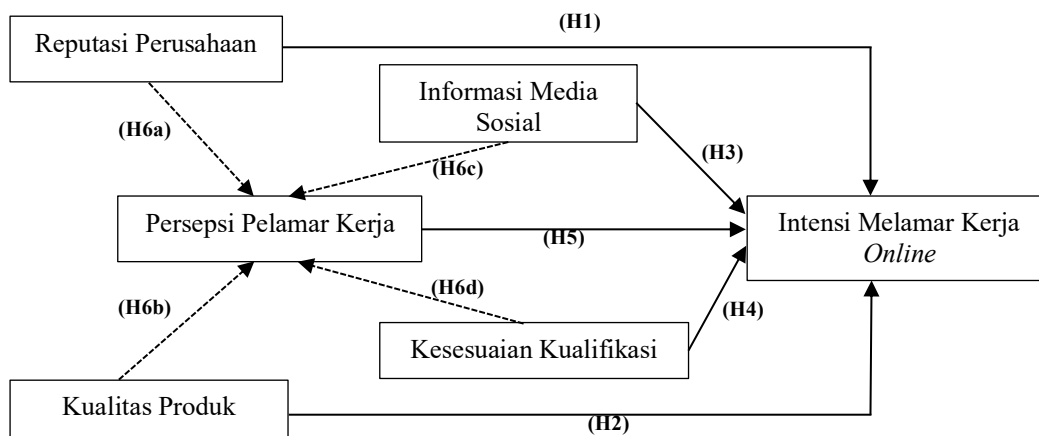 (H1)
Reputasi Perusahaan
Informasi Media
Sosial
(H6a)
(H3)
(H6c)
Persepsi Pelamar Kerja
(H5)
Intensi Melamar Kerja
Online
(H6d)
(H6b)
(H4)
Kesesuaian Kualifikasi
Kualitas Produk
(H2)